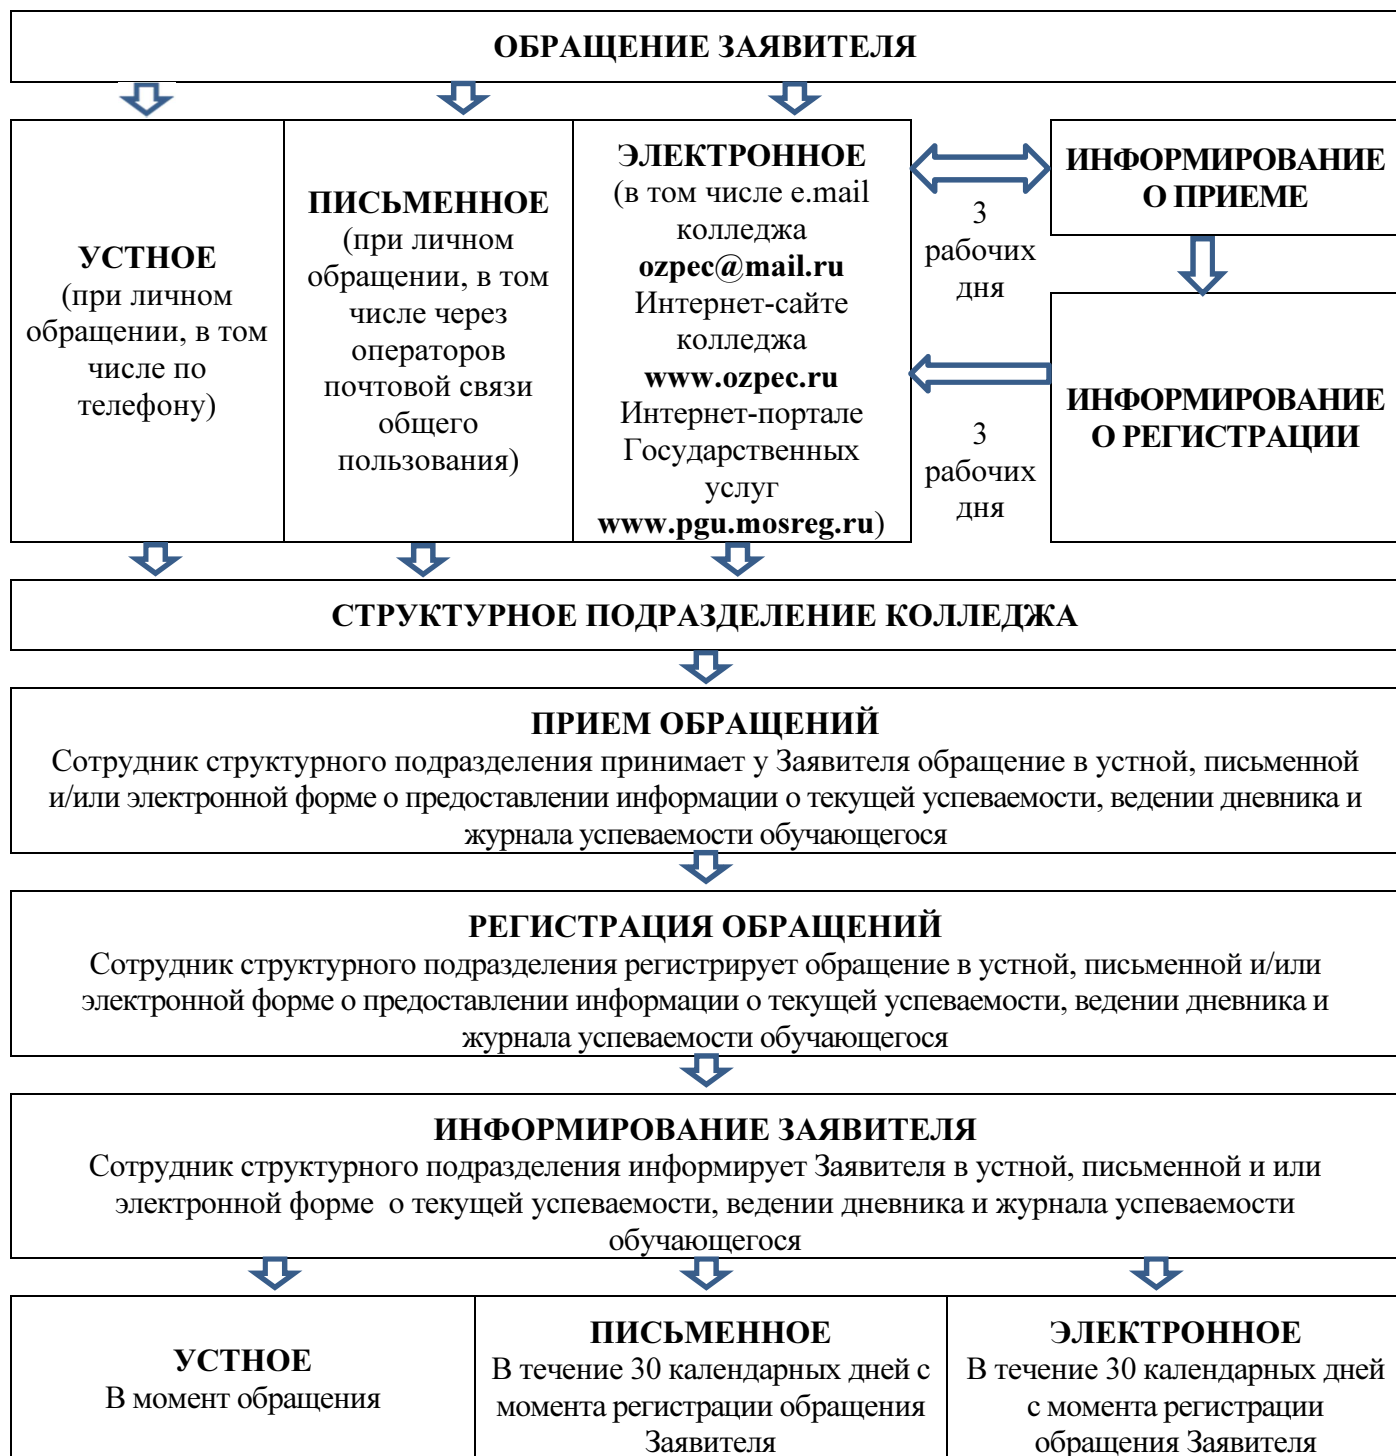 ОБРАЩЕНИЕ ЗАЯВИТЕЛЯ
УСТНОЕ
(при личном
обращении, в том
числе по
телефону)
ПИСЬМЕННОЕ
(при личном
обращении, в том
числе через
операторов
почтовой связи
общего
пользования)
ЭЛЕКТРОННОЕ
(в том числе e.mail
колледжа
ozpec@mail.ru
Интернет-сайте
колледжа
www.ozpec.ru
Интернет-портале
Государственных
услуг
www.pgu.mosreg.ru)
3
рабочих
дня
3
рабочих
дня
ИНФОРМИРОВАНИЕ
О ПРИЕМЕ
ИНФОРМИРОВАНИЕ
О РЕГИСТРАЦИИ
СТРУКТУРНОЕ ПОДРАЗДЕЛЕНИЕ КОЛЛЕДЖА
ПРИЕМ ОБРАЩЕНИЙ
Сотрудник структурного подразделения принимает у Заявителя обращение в устной, письменной
и/или электронной форме о предоставлении информации о текущей успеваемости, ведении дневника и
журнала успеваемости обучающегося
РЕГИСТРАЦИЯ ОБРАЩЕНИЙ
Сотрудник структурного подразделения регистрирует обращение в устной, письменной и/или
электронной форме о предоставлении информации о текущей успеваемости, ведении дневника и
журнала успеваемости обучающегося
ИНФОРМИРОВАНИЕ ЗАЯВИТЕЛЯ
Сотрудник структурного подразделения информирует Заявителя в устной, письменной и или
электронной форме о текущей успеваемости, ведении дневника и журнала успеваемости
обучающегося
УСТНОЕ
В момент обращения
ПИСЬМЕННОЕ
В течение 30 календарных дней с
момента регистрации обращения
Заявителя
ЭЛЕКТРОННОЕ
В течение 30 календарных дней
с момента регистрации
обращения Заявителя